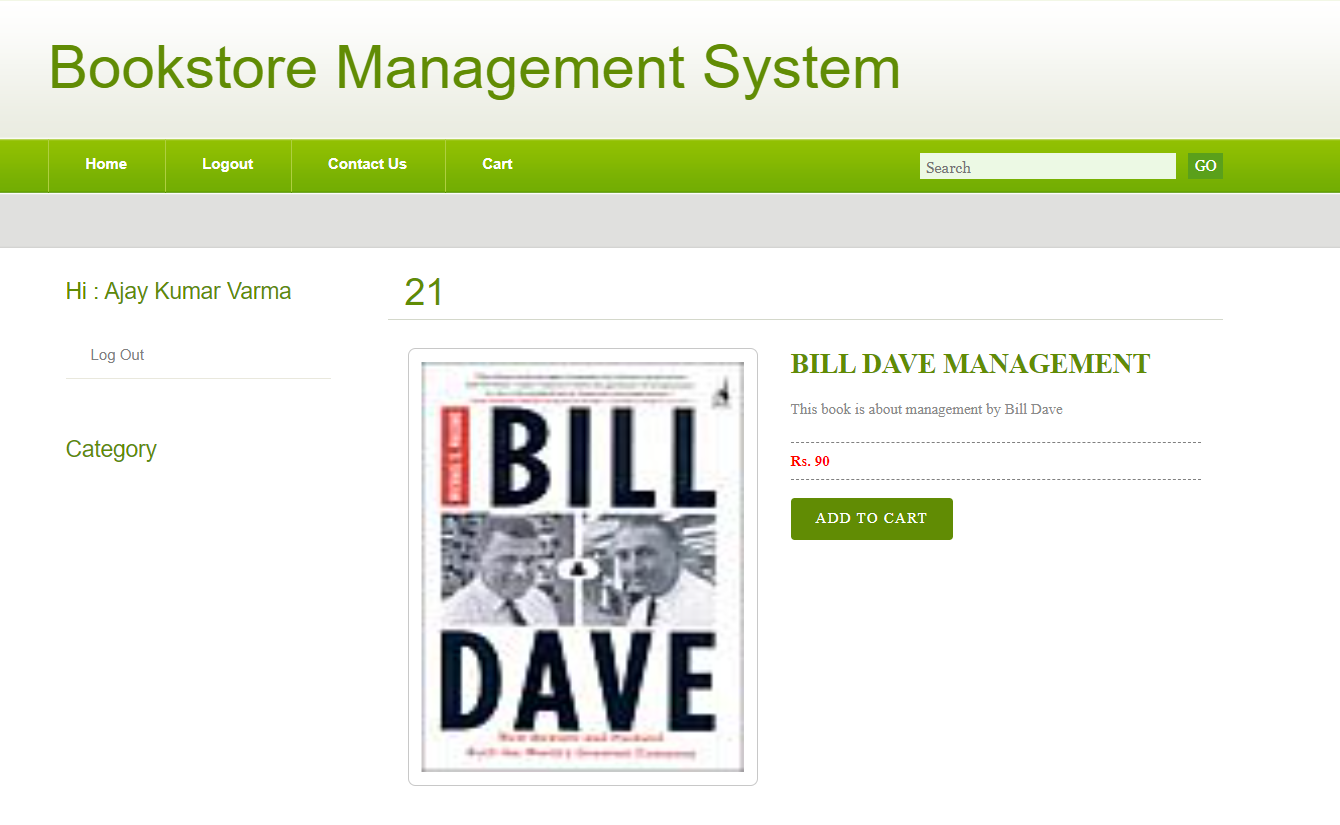 Bookstore Management System
Home
Logout
Contact Us
Cart
Search
GO
Hi : Ajay Kumar Varma
Log Out
Category
21
BILL
DAVE
&
BILL DAVE MANAGEMENT
This book is about management by Bill Dave
Rs. 90
ADD TO CART